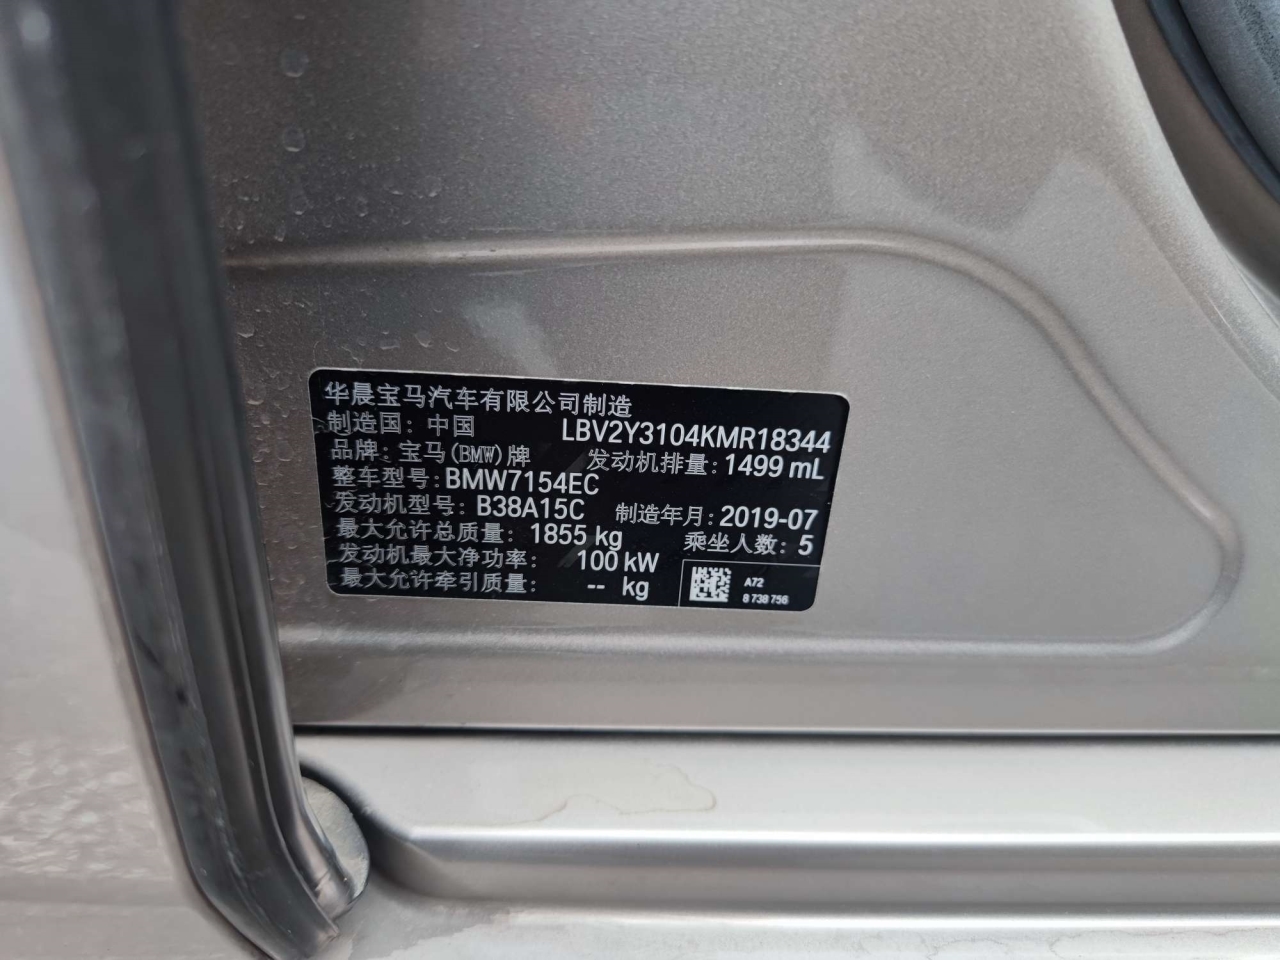 华晨宝马汽车有限公司制造
制造国: 中国 LBV2Y3104KMR18344
品牌: 宝马(BMW)牌 发动机排量: 1499 mL
整车型号: BMW7154EC
发动机型号: B38A15C 制造年月: 2019-07
最大允许总质量: 1855 kg 乘坐人数: 5
发动机最大净功率: 100 kW
最大允许牵引质量: -- kg
A72
8 738 756